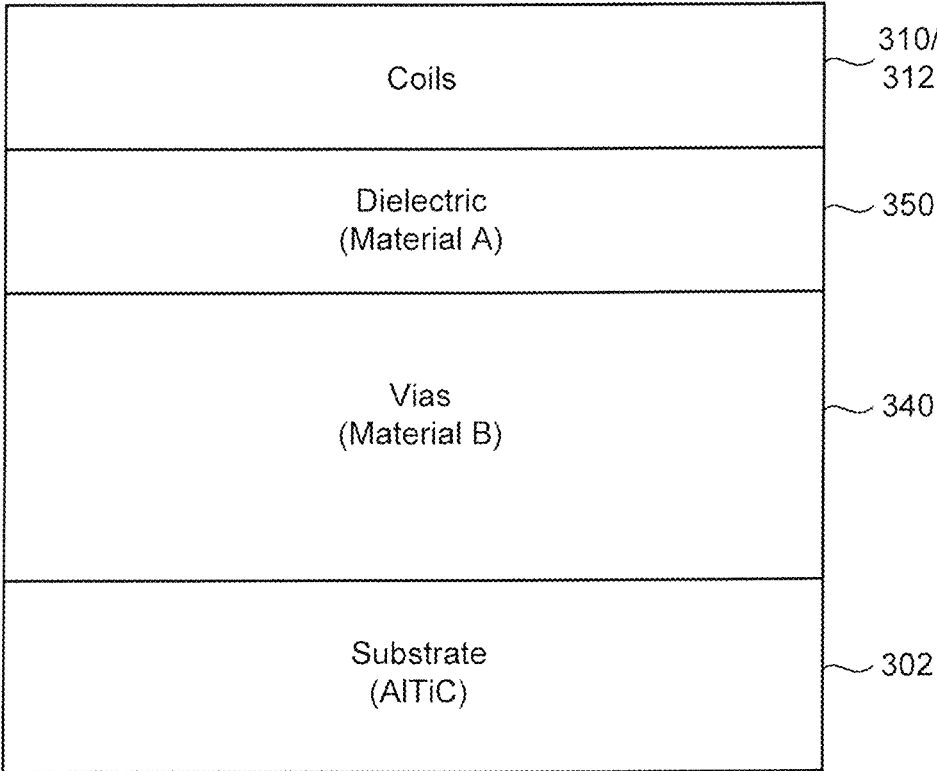 Coils
310/
312
Dielectric
(Material A)
350
Vias
(Material B)
340
Substrate
(AlTiC)
302